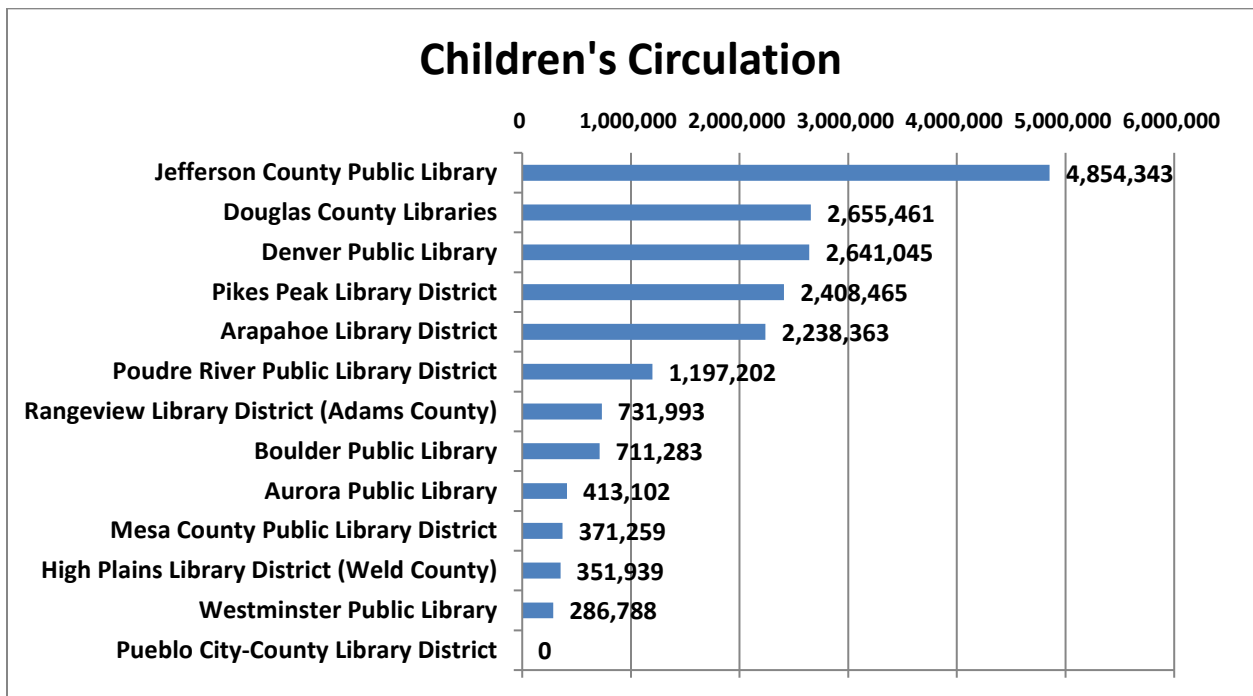 Children's Circulation
0 1,000,000 2,000,000 3,000,000 4,000,000 5,000,000 6,000,000
Jefferson County Public Library 4,854,343
Douglas County Libraries 2,655,461
Denver Public Library 2,641,045
Pikes Peak Library District 2,408,465
Arapahoe Library District 2,238,363
Poudre River Public Library District 1,197,202
Rangeview Library District (Adams County) 731,993
Boulder Public Library 711,283
Aurora Public Library 413,102
Mesa County Public Library District 371,259
High Plains Library District (Weld County) 351,939
Westminster Public Library 286,788
Pueblo City-County Library District 0